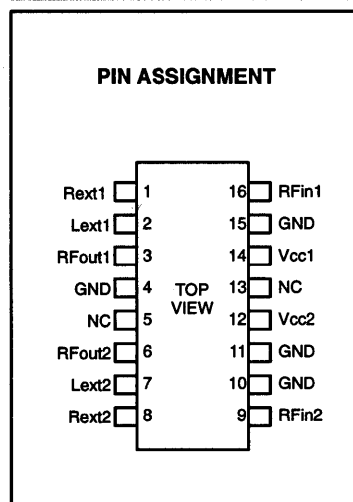 PIN ASSIGNMENT
Rext1 1 16 RFin1
Lext1 2 15 GND
RFout1 3 14 Vcc1
GND 4 TOP 13 NC
NC 5 VIEW 12 Vcc2
RFout2 6 11 GND
Lext2 7 10 GND
Rext2 8 9 RFin2